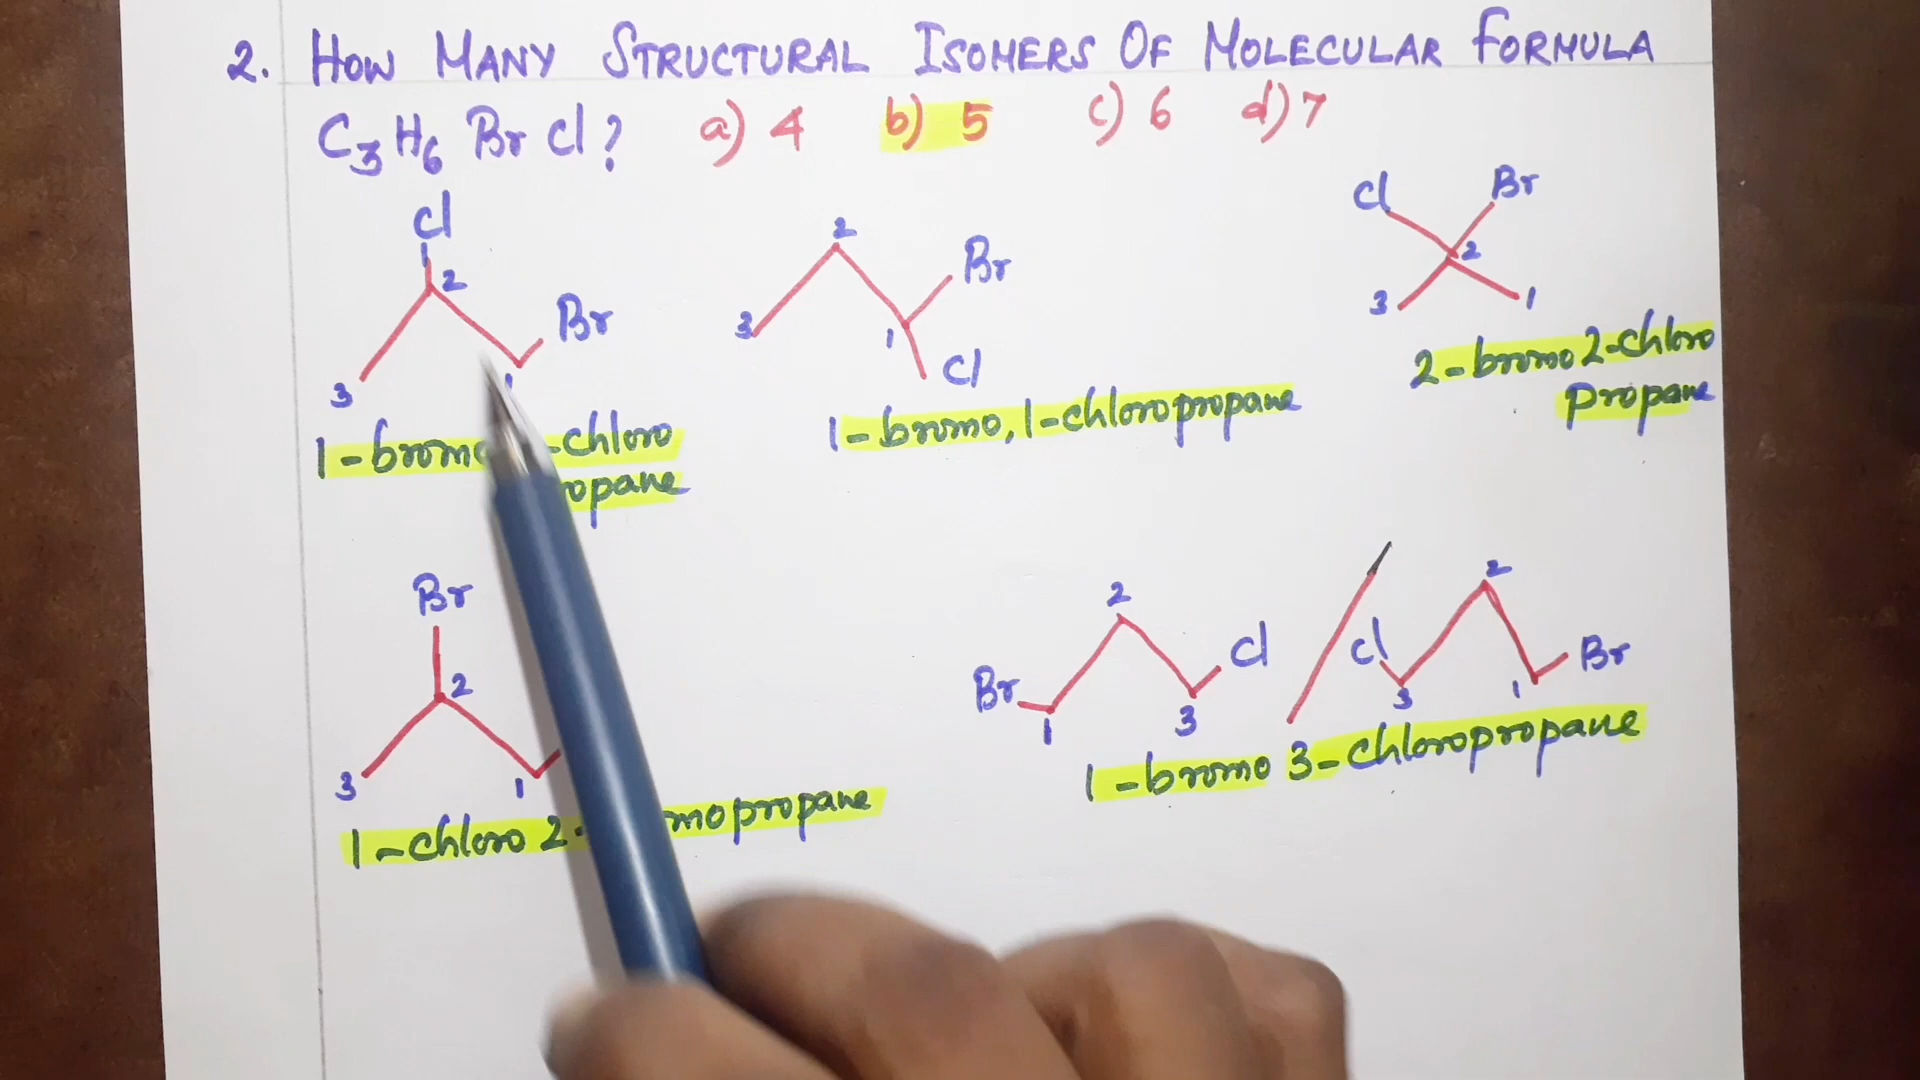 2. HOW MANY STRUCTURAL ISOMERS OF MOLECULAR FORMULA
C3H6 Br Cl? a) 4 b) 5 c) 6 d) 7
Cl
2
Br
3
1
1-bromo -chloro
opane
2
Br
3
1
Cl
1-bromo, 1-chloropropane
Cl Br
2
3 1
2-bromo 2-chloro
propane
Br
2
3 1
1-chloro 2- mopropane
2
Br Cl
1 3
2
Cl Br
3 1
1-bromo 3-chloropropane